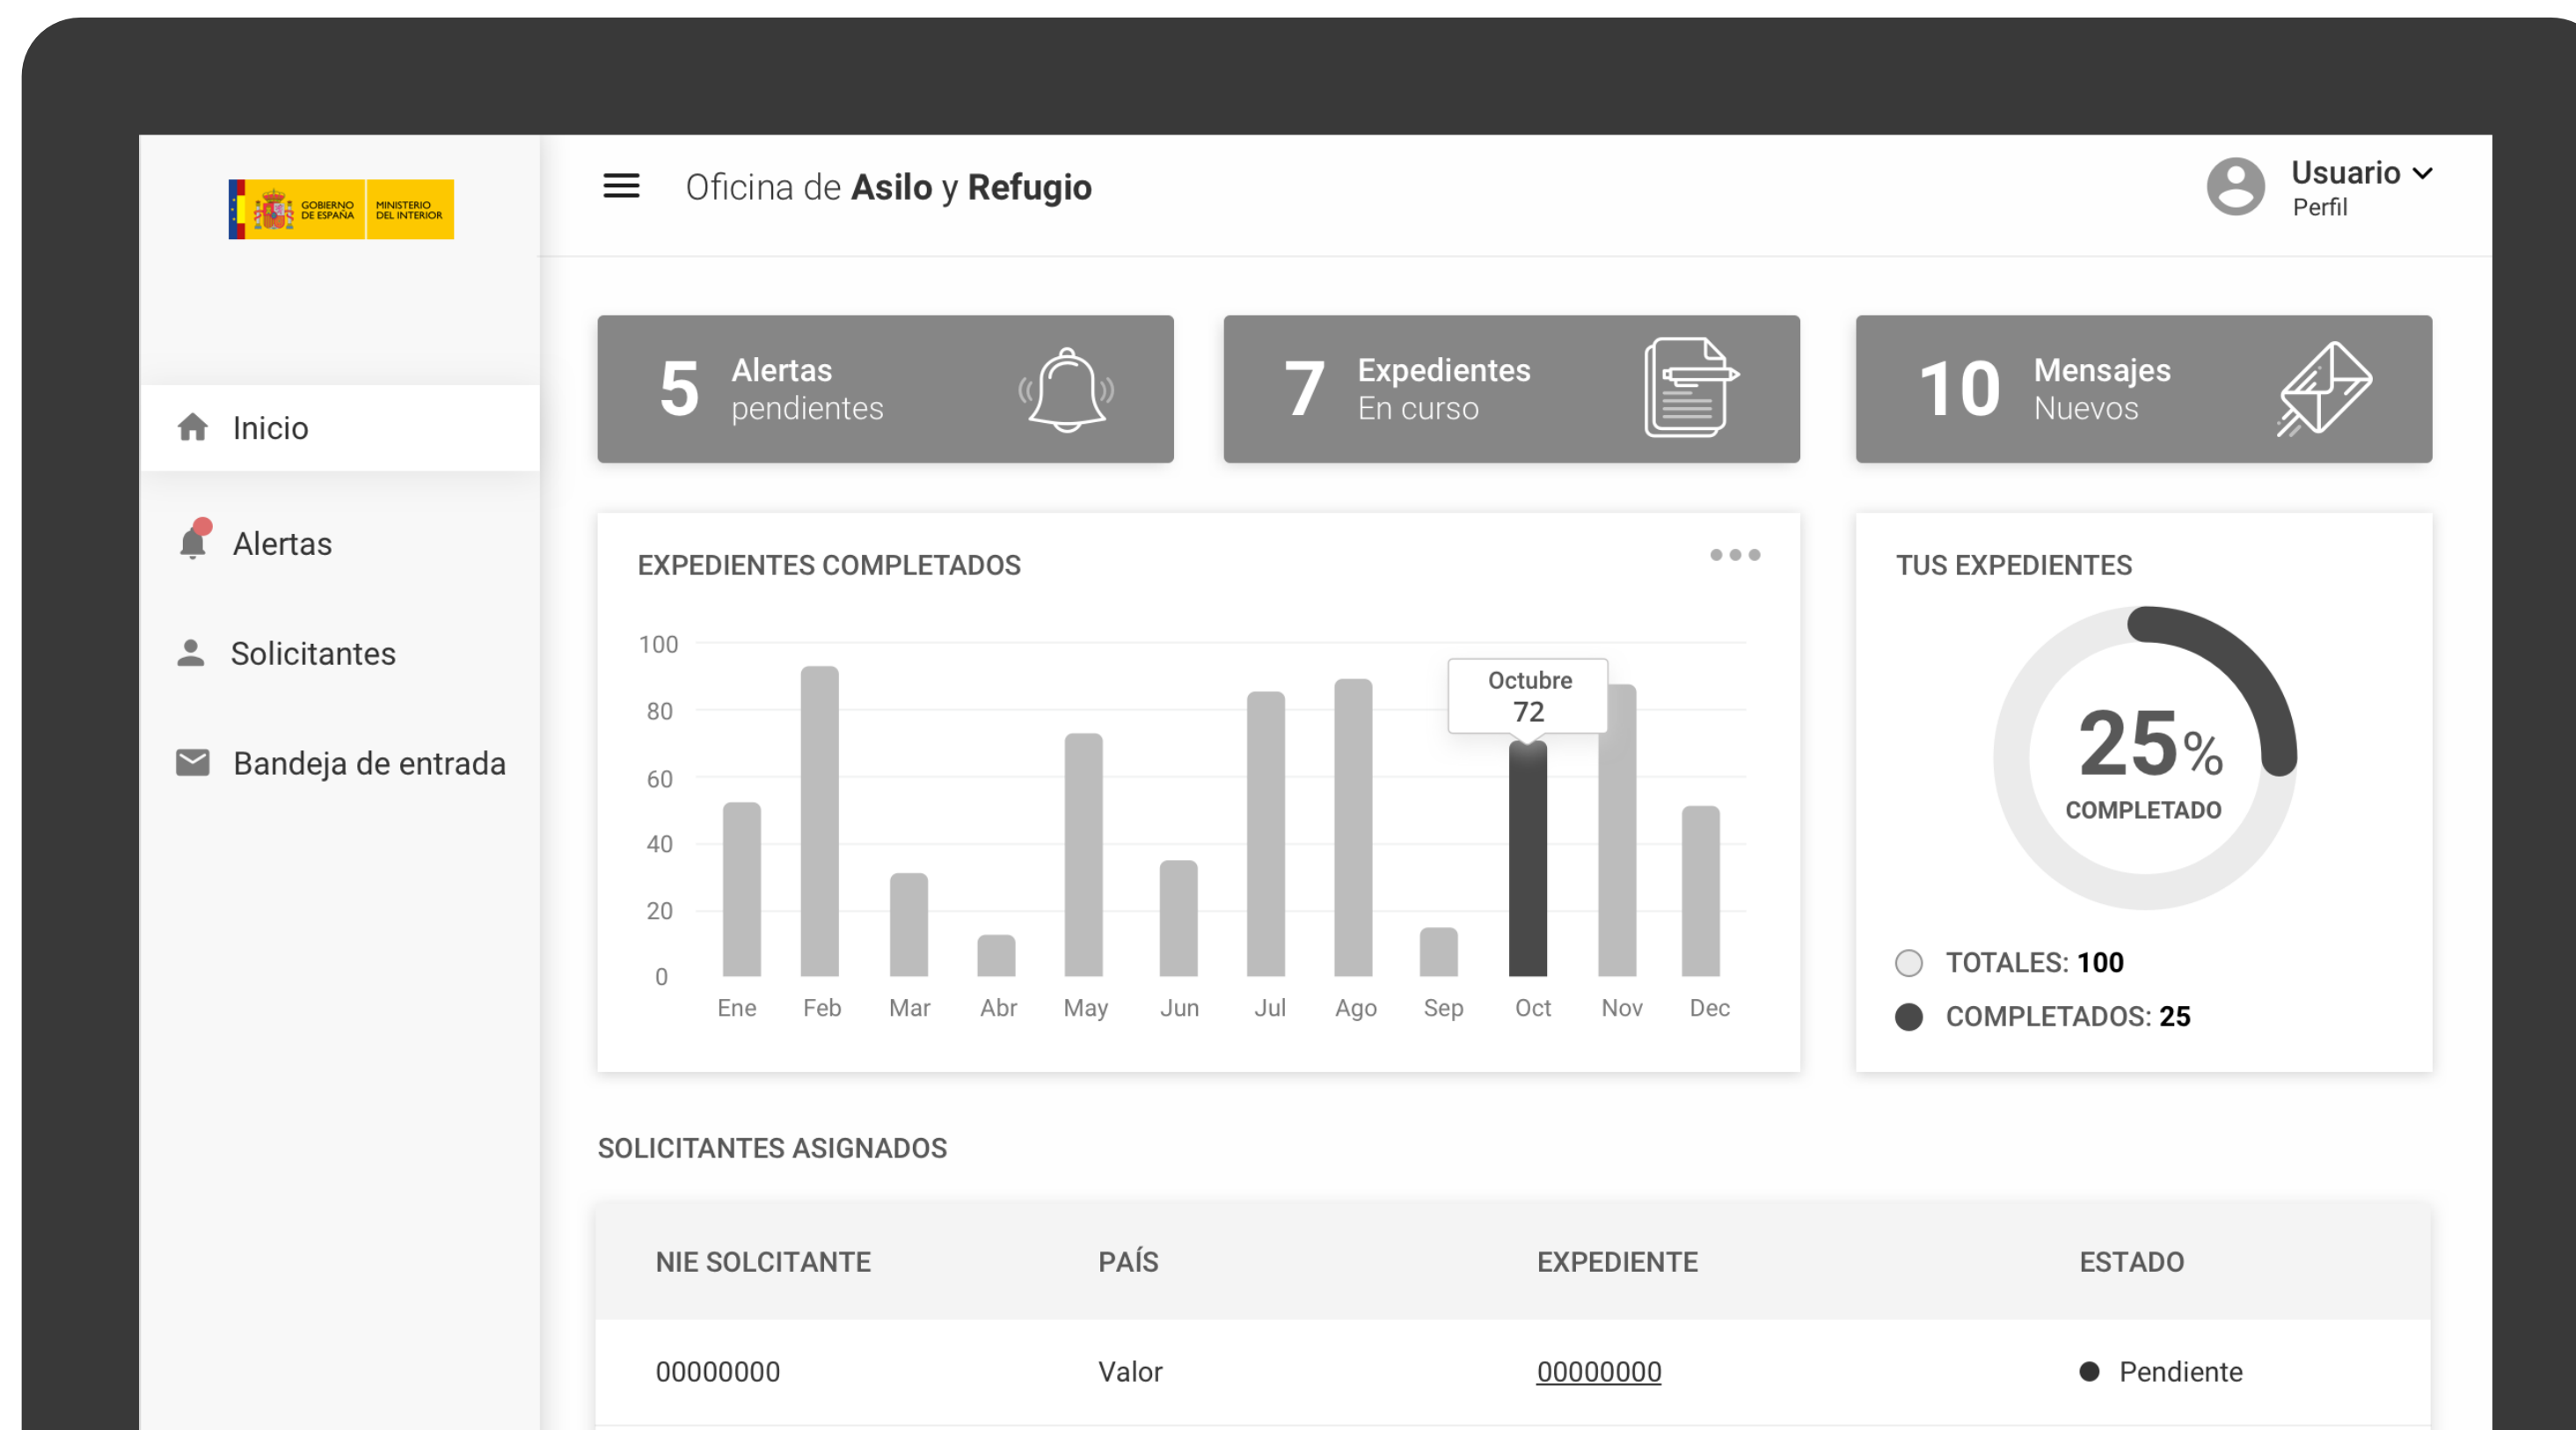 GOBIERNO
DE ESPAÑA
MINISTERIO
DEL INTERIOR
Oficina de Asilo y Refugio
Usuario
Perfil
Inicio
Alertas
Solicitantes
Bandeja de entrada
5 Alertas
pendientes
7 Expedientes
En curso
10 Mensajes
Nuevos
EXPEDIENTES COMPLETADOS
100
80
60
40
20
0
Octubre
72
Ene Feb Mar Abr May Jun Jul Ago Sep Oct Nov Dec
TUS EXPEDIENTES
25%
COMPLETADO
TOTALES: 100
COMPLETADOS: 25
SOLICITANTES ASIGNADOS
NIE SOLCITANTE PAÍS EXPEDIENTE ESTADO
00000000 Valor 00000000 Pendiente